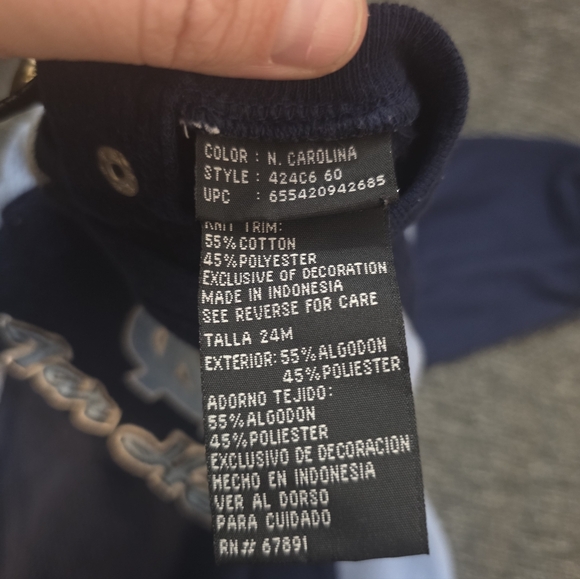 COLOR : N. CAROLINA
STYLE : 424C6 60
UPC : 655420942685
KNIT TRIM:
55% COTTON
45% POLYESTER
EXCLUSIVE OF DECORATION
MADE IN INDONESIA
SEE REVERSE FOR CARE
TALLA 24M
EXTERIOR: 55% ALGODON
45% POLIESTER
ADORNO TEJIDO:
55% ALGODON
45% POLIESTER
EXCLUSIVO DE DECORACION
HECHO EN INDONESIA
VER AL DORSO
PARA CUIDADO
RN# 67891
Tar